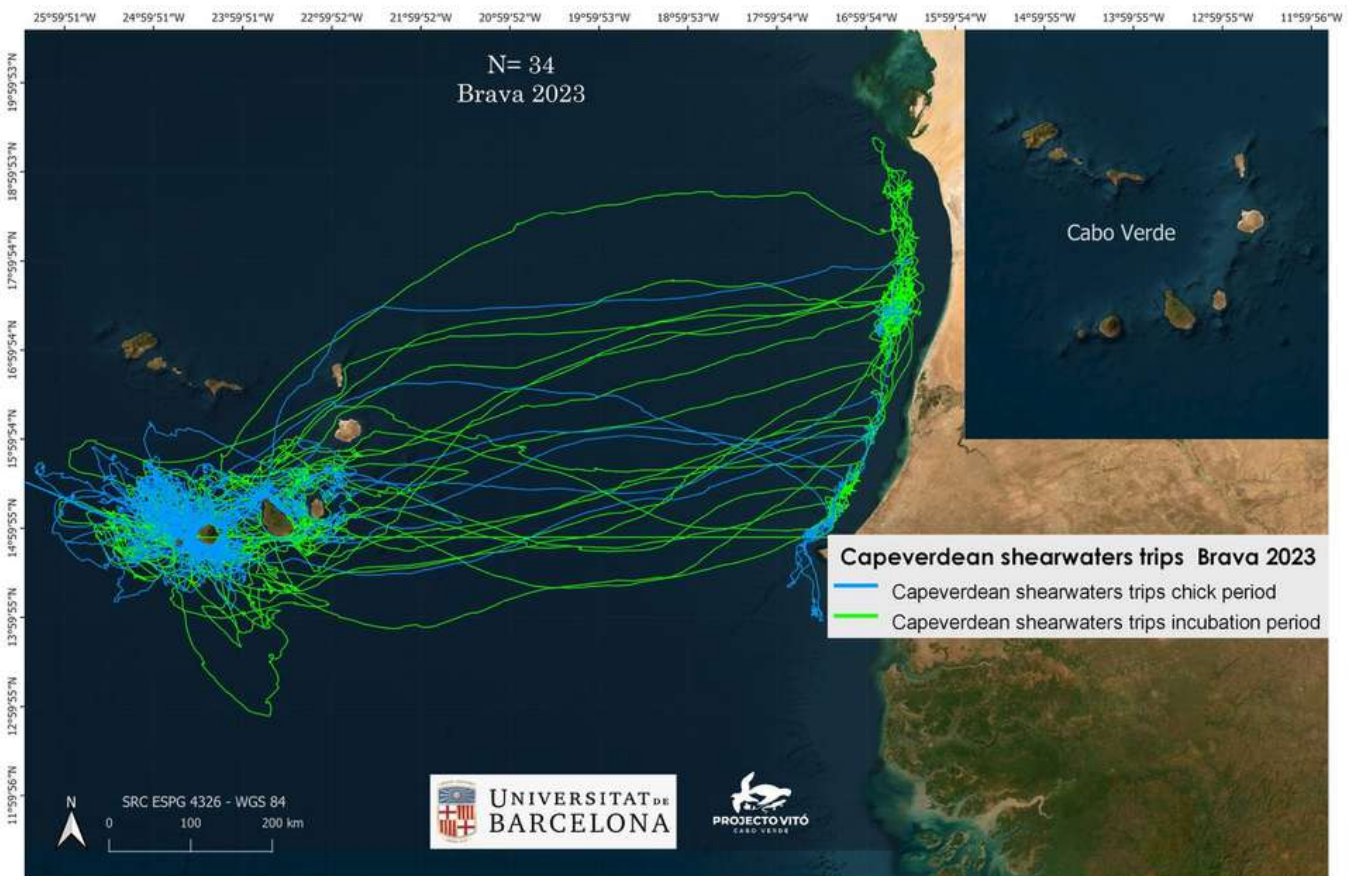 25°59'51"W 24°59'51"W 23°59'51"W 22°59'52"W 21°59'52"W 20°59'52"W 19°59'53"W 18°59'53"W 17°59'54"W 16°59'54"W 15°59'54"W 14°59'54"W 13°59'55"W 12°59'55"W 11°59'56"W
19°59'53"N
18°59'53"N
17°59'54"N
16°59'54"N
15°59'54"N
14°59'55"N
13°59'55"N
12°59'55"N
11°59'56"N
N= 34
Brava 2023
Cabo Verde
Capeverdean shearwaters trips Brava 2023
Capeverdean shearwaters trips chick period
Capeverdean shearwaters trips incubation period
N
SRC ESPG 4326 - WGS 84
0 100 200 km
UNIVERSITAT DE
BARCELONA
PROJECTO VITÓ
CABO VERDE